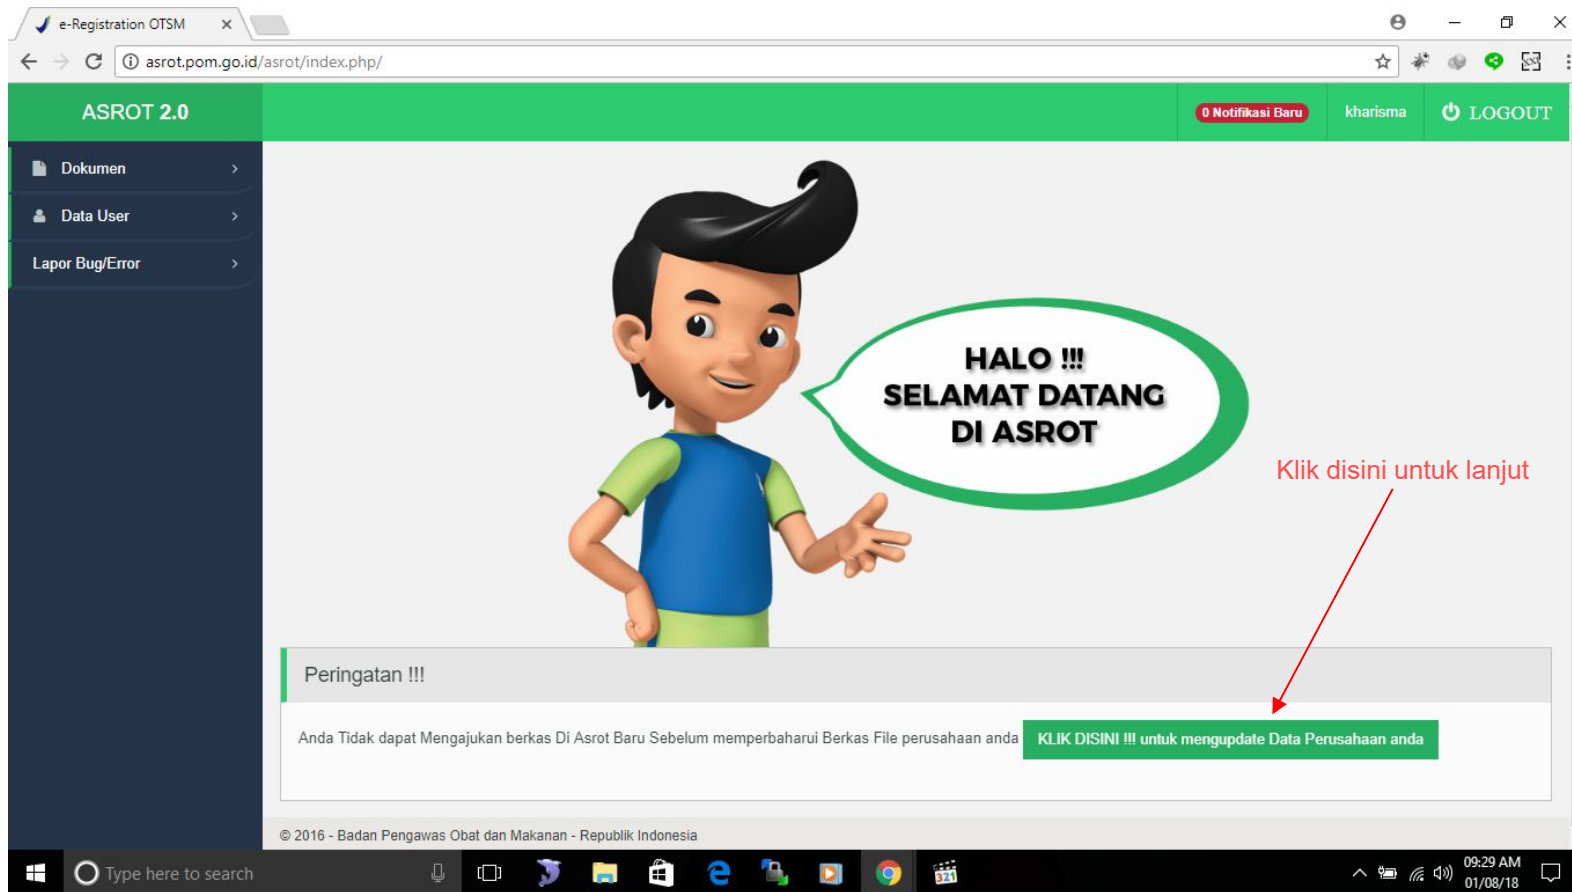 e-Registration OTSM
asrot.pom.go.id/asrot/index.php/
ASROT 2.0
0 Notifikasi Baru
kharisma
LOGOUT
Dokumen
Data User
Lapor Bug/Error
HALO !!!
SELAMAT DATANG
DI ASROT
Klik disini untuk lanjut
Peringatan !!!
Anda Tidak dapat Mengajukan berkas Di Asrot Baru Sebelum memperbaharui Berkas File perusahaan anda KLIK DISINI !!! untuk mengupdate Data Perusahaan anda
© 2016 - Badan Pengawas Obat dan Makanan - Republik Indonesia
Type here to search
321
09:29 AM
01/08/18